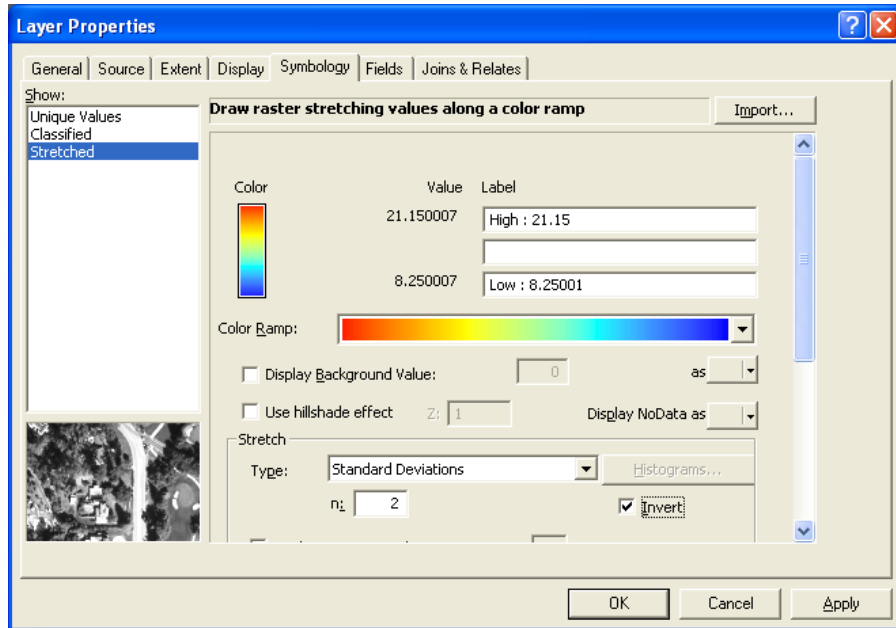 Layer Properties
General Source Extent Display Symbology Fields Joins & Relates
Show:
Unique Values
Classified
Stretched
Draw raster stretching values along a color ramp
Import...
Color Value Label
21.150007 High : 21.15
8.250007 Low : 8.25001
Color Ramp:
Display Background Value: 0 as
Use hillshade effect Z: 1 Display NoData as
Stretch
Type: Standard Deviations Histograms...
n: 2 Invert
OK Cancel Apply